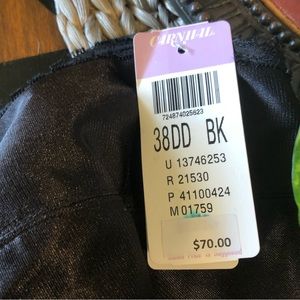 CARNIVAL
724874025623
38DD BK
U 13746253
R 21530
P 41100424
M 01759
$70.00